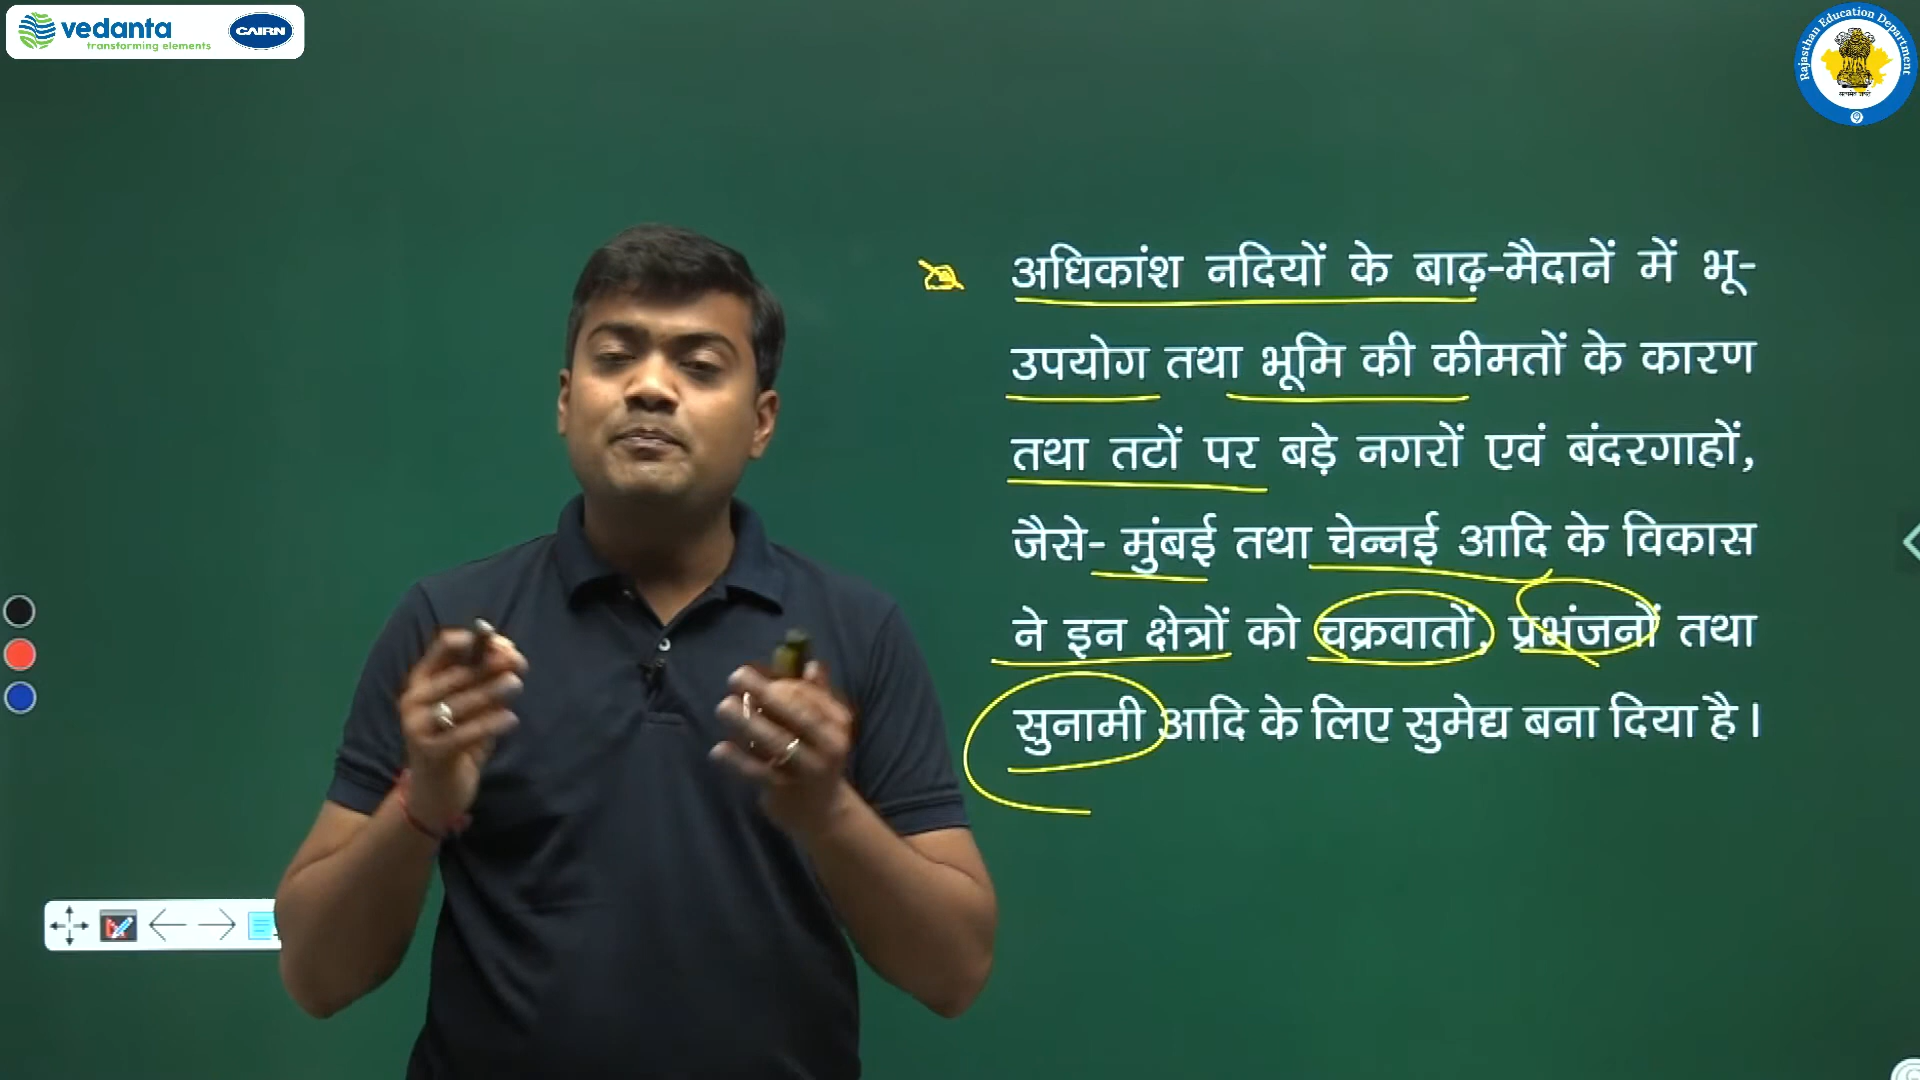 vedanta
transforming elements
CAIRN
Rajasthan Education Department
अधिकांश नदियों के बाढ़-मैदानें में भू-
उपयोग तथा भूमि की कीमतों के कारण
तथा तटों पर बड़े नगरों एवं बंदरगाहों,
जैसे- मुंबई तथा चेन्नई आदि के विकास
ने इन क्षेत्रों को चक्रवातों, प्रभंजनों तथा
सुनामी आदि के लिए सुमेद्य बना दिया है।